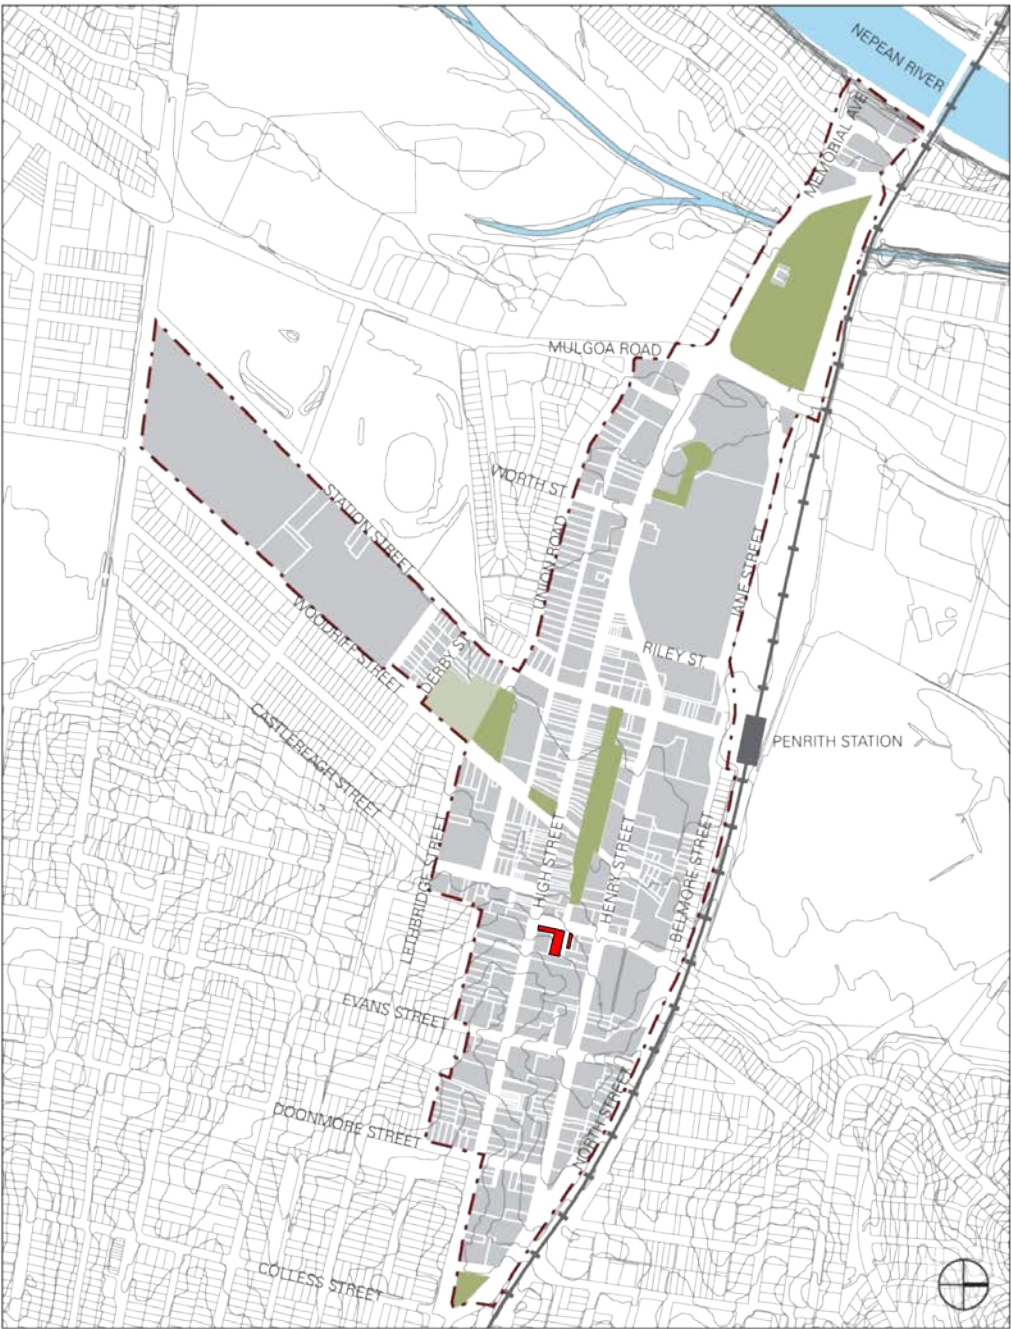 NEPEAN RIVER
MEMORIAL AVE
MULGOA ROAD
WORTH ST.
STATION STREET
UNION ROAD
JANE STREET
WOODRIFF STREET
DERBY ST
RILEY ST.
CASTLEREAGH STREET
PENRITH STATION
LETHBRIDGE STREET
HIGH STREET
HENRY STREET
BELMORE STREET
EVANS STREET
DOONMORE STREET
NORTH STREET
COLLESS STREET